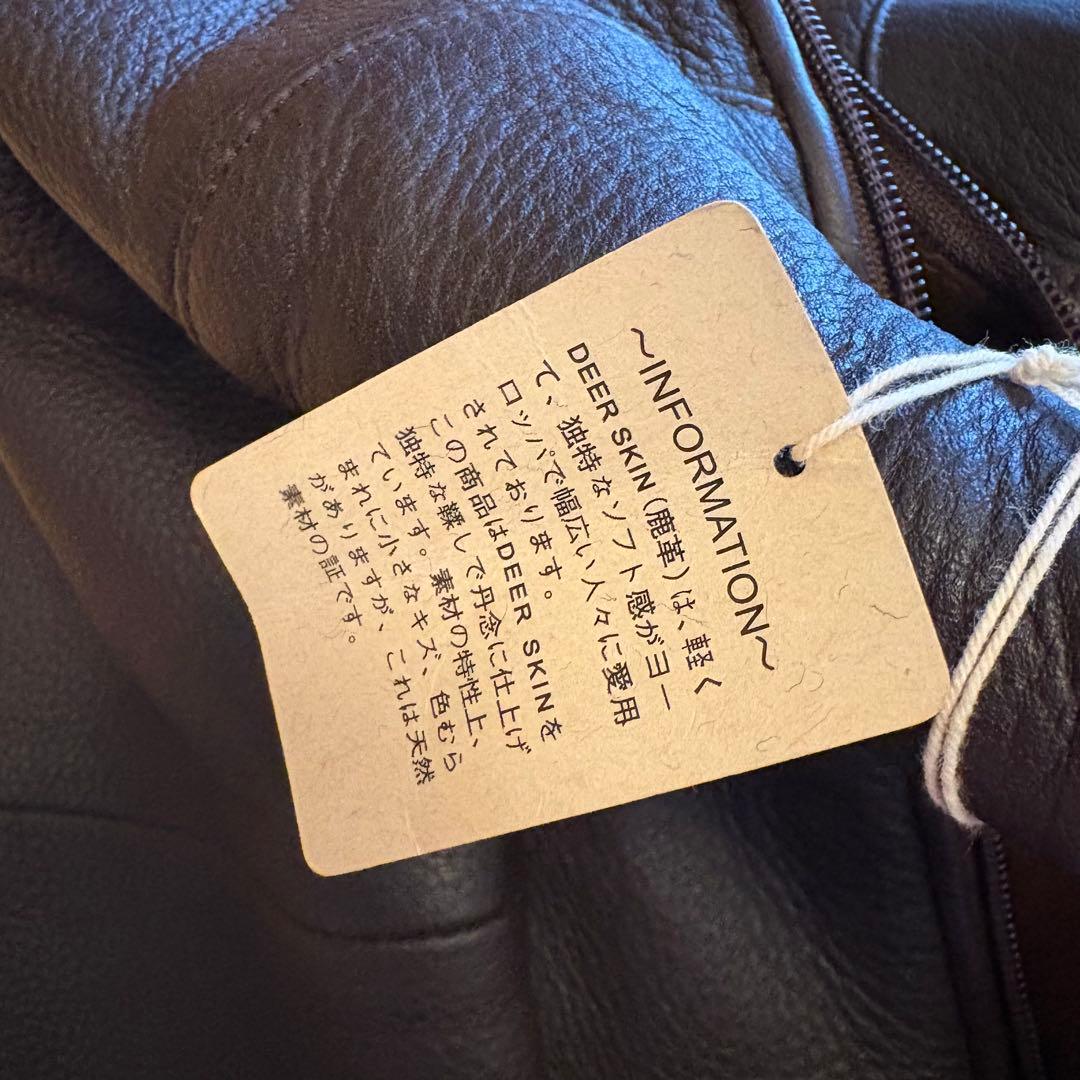 〜INFORMATION〜
DEER SKIN(鹿革)は、軽く
て、独特なソフト感がヨー
ロッパで幅広い人々に愛用
されております。
この商品はDEER SKINを
独特な鞣しで丹念に仕上げ
ています。素材の特性上、
まれに小さなキズ、色むら
がありますが、これは天然
素材の証です。